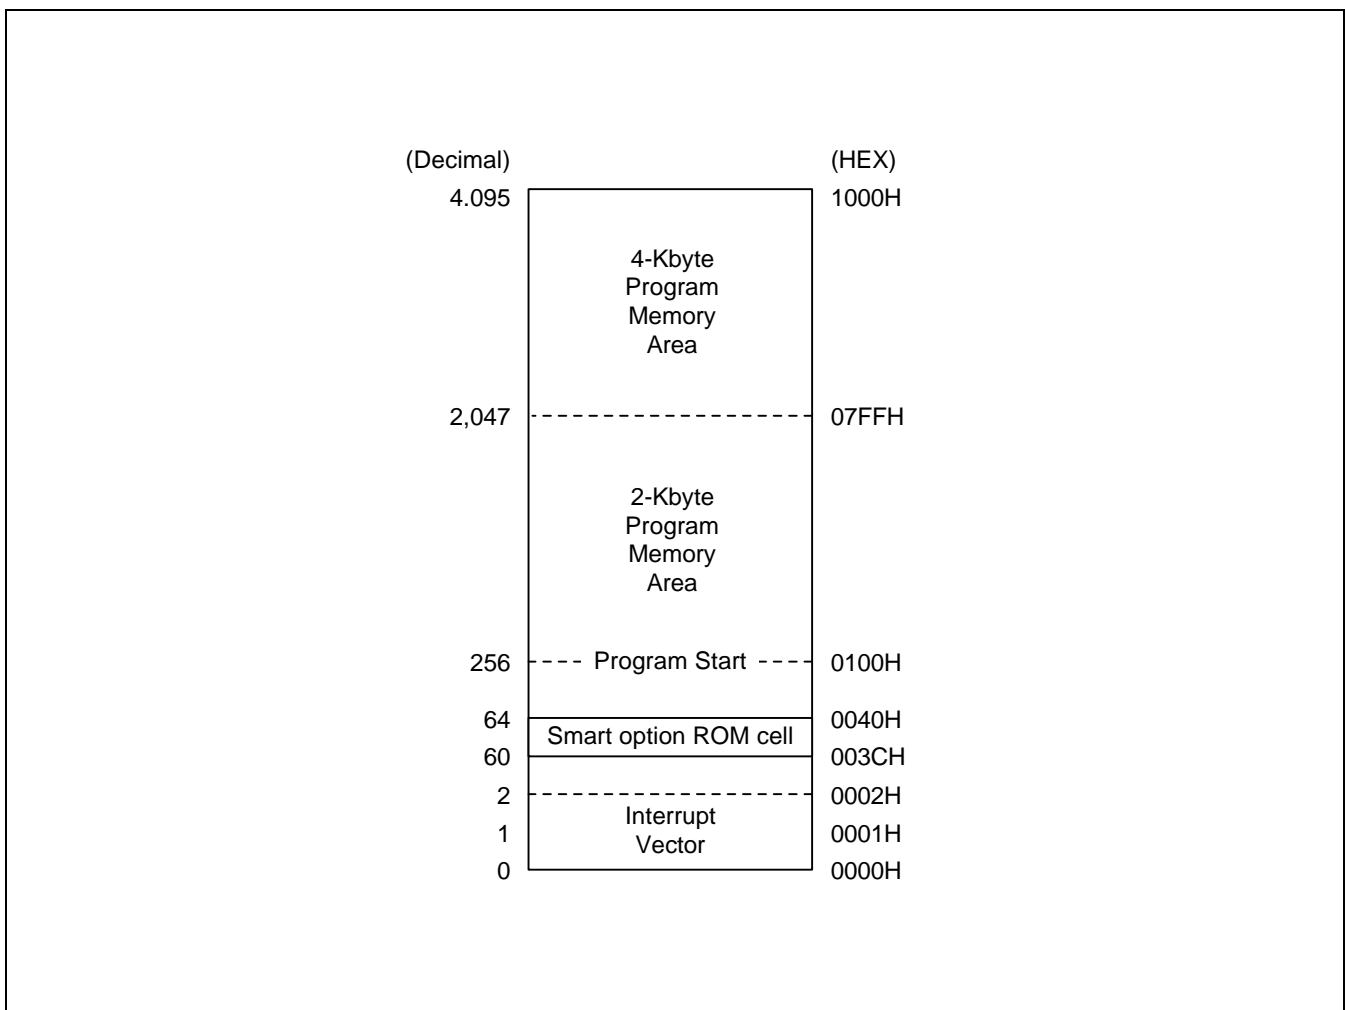 (Decimal) (HEX)
4.095 1000H
4-Kbyte
Program
Memory
Area
2,047 07FFH
2-Kbyte
Program
Memory
Area
256 Program Start 0100H
64 0040H
Smart option ROM cell
60 003CH
2 0002H
Interrupt
1 0001H
Vector
0 0000H